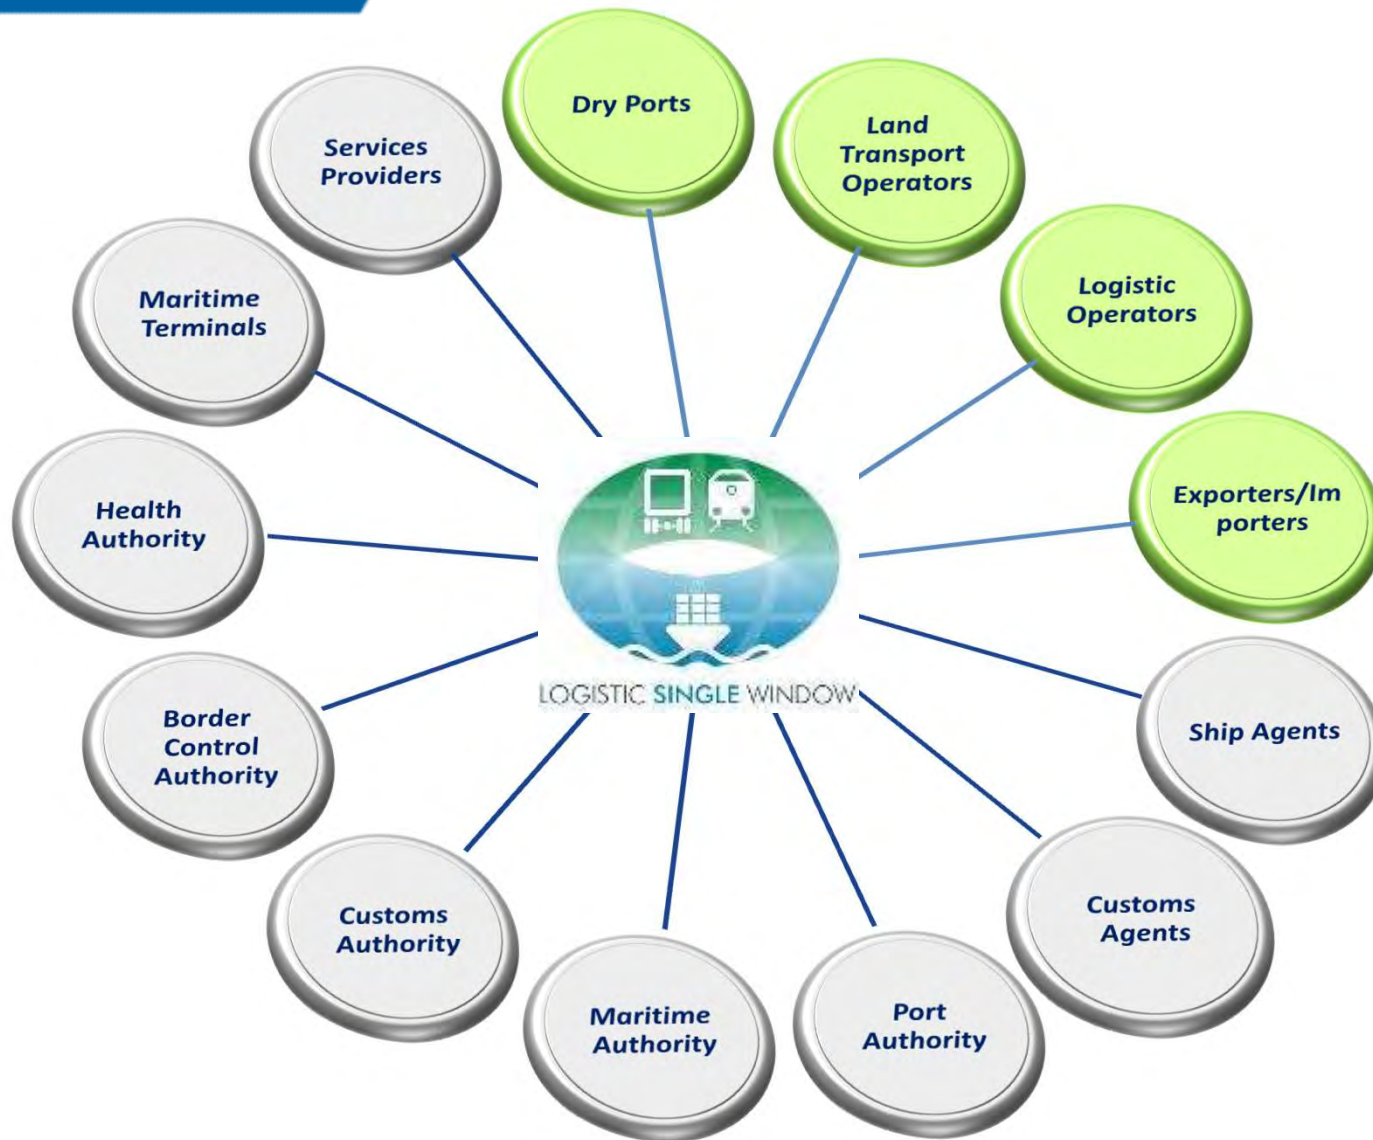 Dry Ports
Land
Transport
Operators
Services
Providers
Logistic
Operators
Maritime
Terminals
Exporters/Im
porters
Health
Authority
LOGISTIC SINGLE WINDOW
Border
Control
Authority
Ship Agents
Customs
Authority
Customs
Agents
Maritime
Authority
Port
Authority